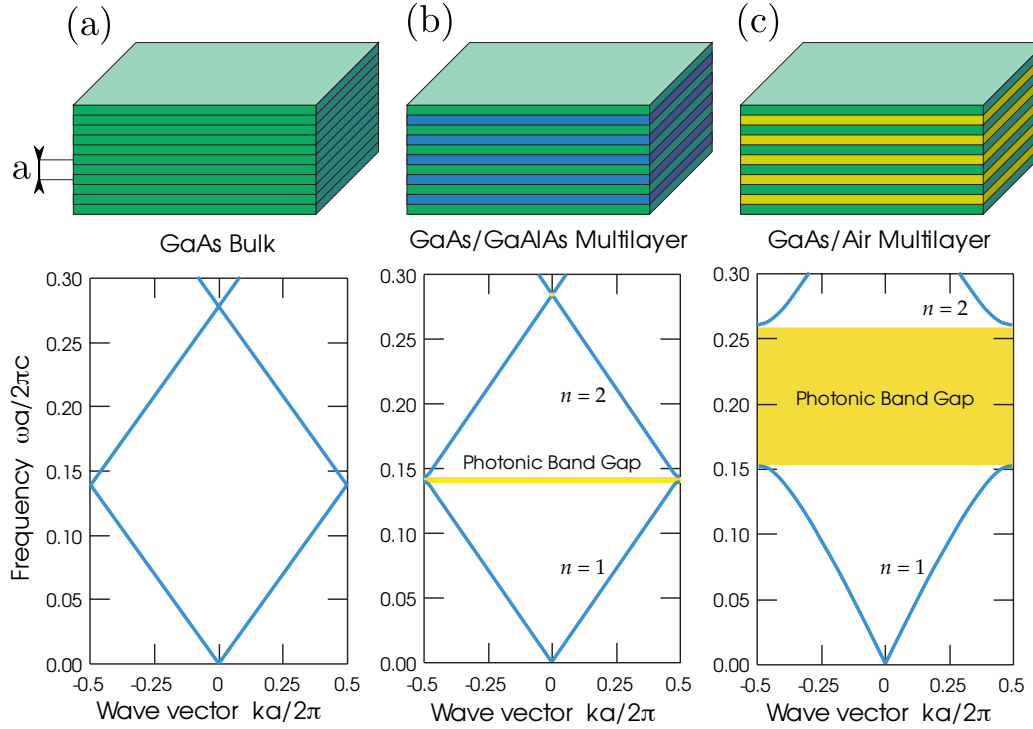 (a)
(b)
(c)
a
GaAs Bulk
GaAs/GaAlAs Multilayer
GaAs/Air Multilayer
Frequency ωa/2πc
0.30
0.25
0.20
0.15
0.10
0.05
0.00
-0.5
-0.25
0
0.25
0.5
Wave vector ka/2π
0.30
0.25
0.20
0.15
0.10
0.05
0.00
n = 2
Photonic Band Gap
n = 1
-0.5
-0.25
0
0.25
0.5
Wave vector ka/2π
0.30
0.25
0.20
0.15
0.10
0.05
0.00
n = 2
Photonic Band Gap
n = 1
-0.5
-0.25
0
0.25
0.5
Wave vector ka/2π